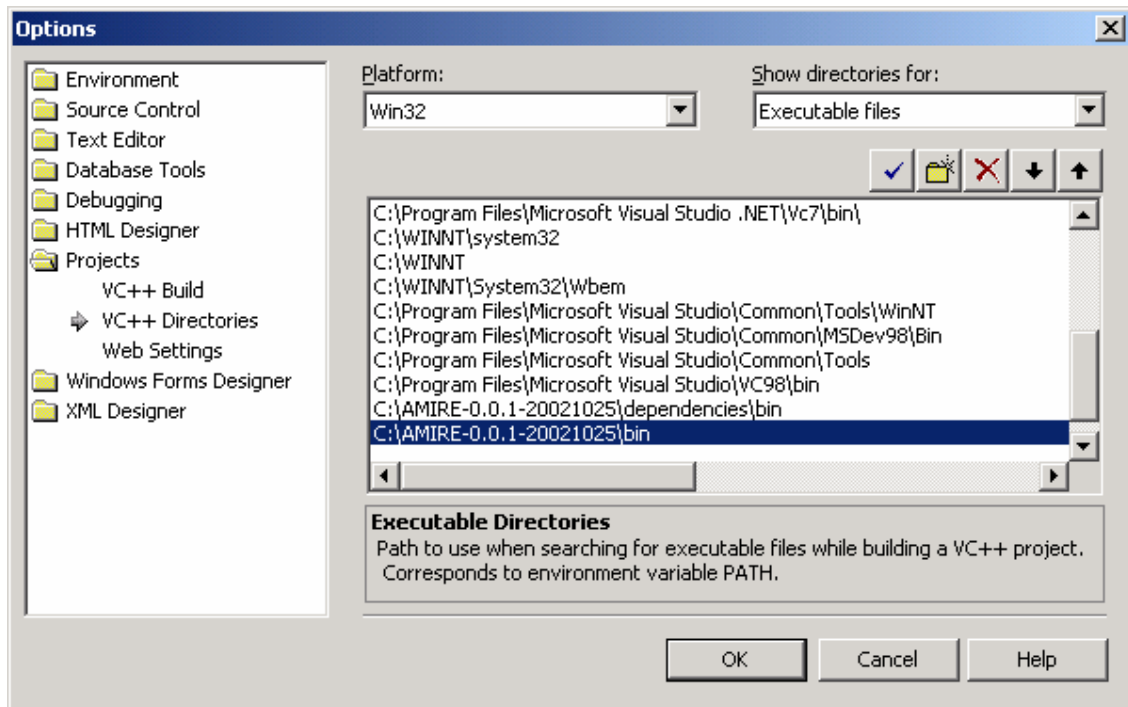 Options
Environment
Source Control
Text Editor
Database Tools
Debugging
HTML Designer
Projects
VC++ Build
VC++ Directories
Web Settings
Windows Forms Designer
XML Designer
Platform:
Win32
Show directories for:
Executable files
C:\Program Files\Microsoft Visual Studio .NET\Vc7\bin\
C:\WINNT\system32
C:\WINNT
C:\WINNT\System32\Wbem
C:\Program Files\Microsoft Visual Studio\Common\Tools\WinNT
C:\Program Files\Microsoft Visual Studio\Common\MSDev98\Bin
C:\Program Files\Microsoft Visual Studio\Common\Tools
C:\Program Files\Microsoft Visual Studio\VC98\bin
C:\AMIRE-0.0.1-20021025\dependencies\bin
C:\AMIRE-0.0.1-20021025\bin
Executable Directories
Path to use when searching for executable files while building a VC++ project.
Corresponds to environment variable PATH.
OK
Cancel
Help